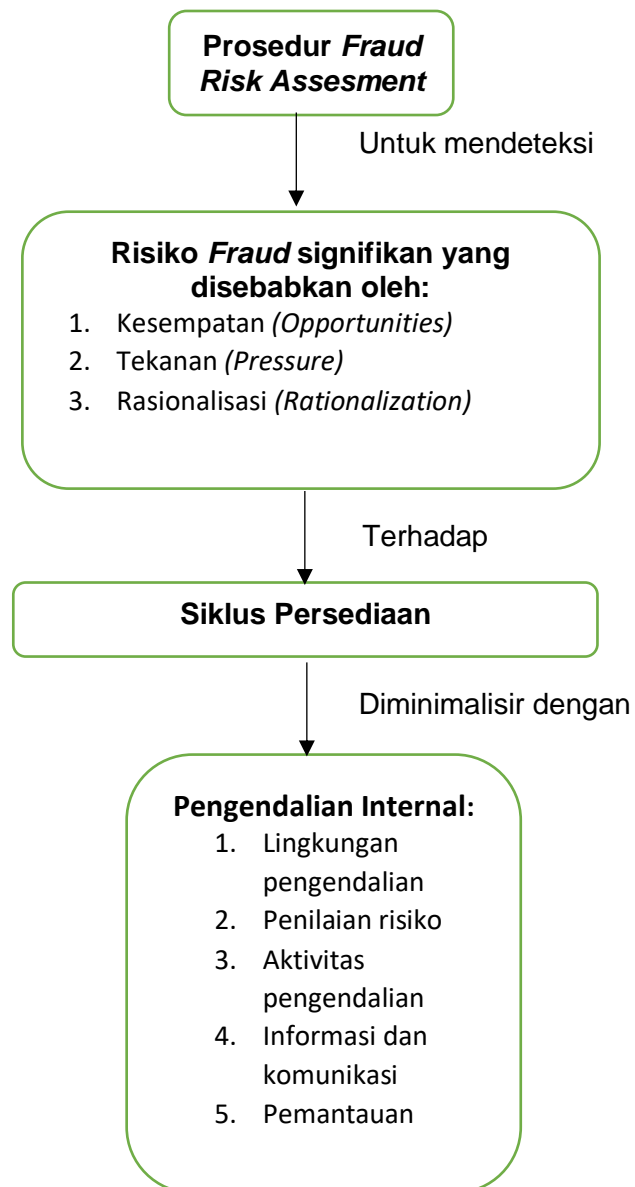 Prosedur Fraud
Risk Assesment
Untuk mendeteksi
Risiko Fraud signifikan yang
disebabkan oleh:
1. Kesempatan (Opportunities)
2. Tekanan (Pressure)
3. Rasionalisasi (Rationalization)
Terhadap
Siklus Persediaan
Diminimalisir dengan
Pengendalian Internal:
1. Lingkungan
pengendalian
2. Penilaian risiko
3. Aktivitas
pengendalian
4. Informasi dan
komunikasi
5. Pemantauan